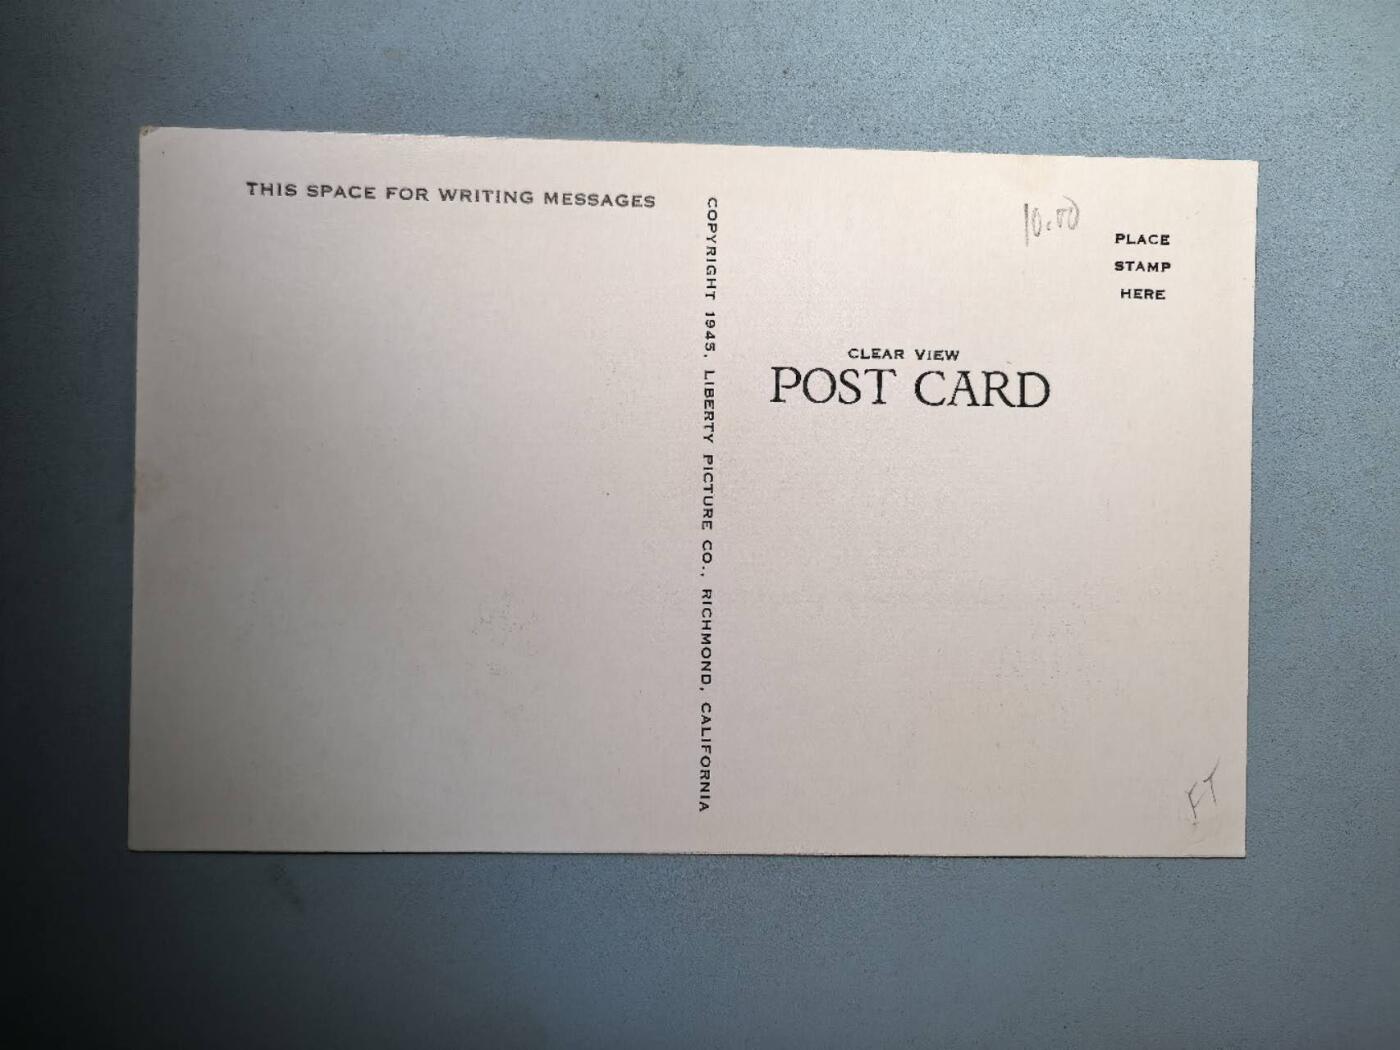 THIS SPACE FOR WRITING MESSAGES
COPYRIGHT 1945, LIBERTY PICTURE CO., RICHMOND, CALIFORNIA
10.00
PLACE
STAMP
HERE
CLEAR VIEW
POST CARD
FT